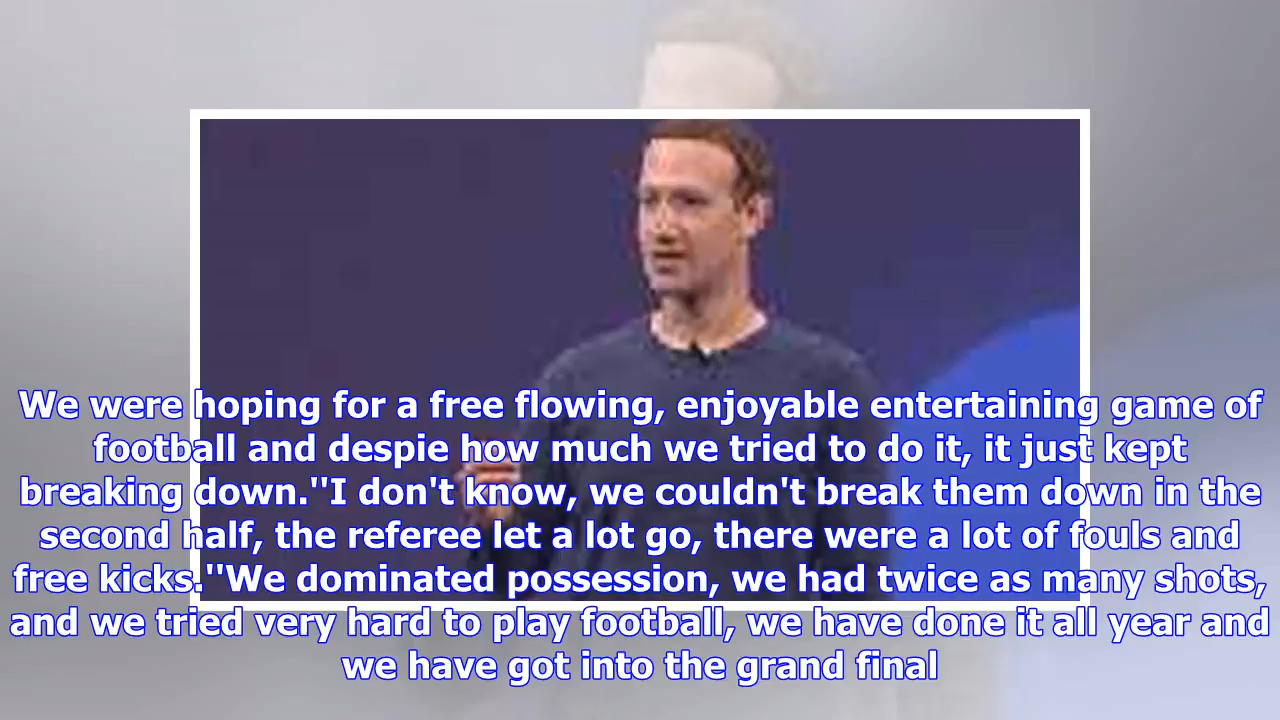 We were hoping for a free flowing, enjoyable entertaining game of
football and despie how much we tried to do it, it just kept
breaking down.''I don't know, we couldn't break them down in the
second half, the referee let a lot go, there were a lot of fouls and
free kicks.''We dominated possession, we had twice as many shots,
and we tried very hard to play football, we have done it all year and
we have got into the grand final